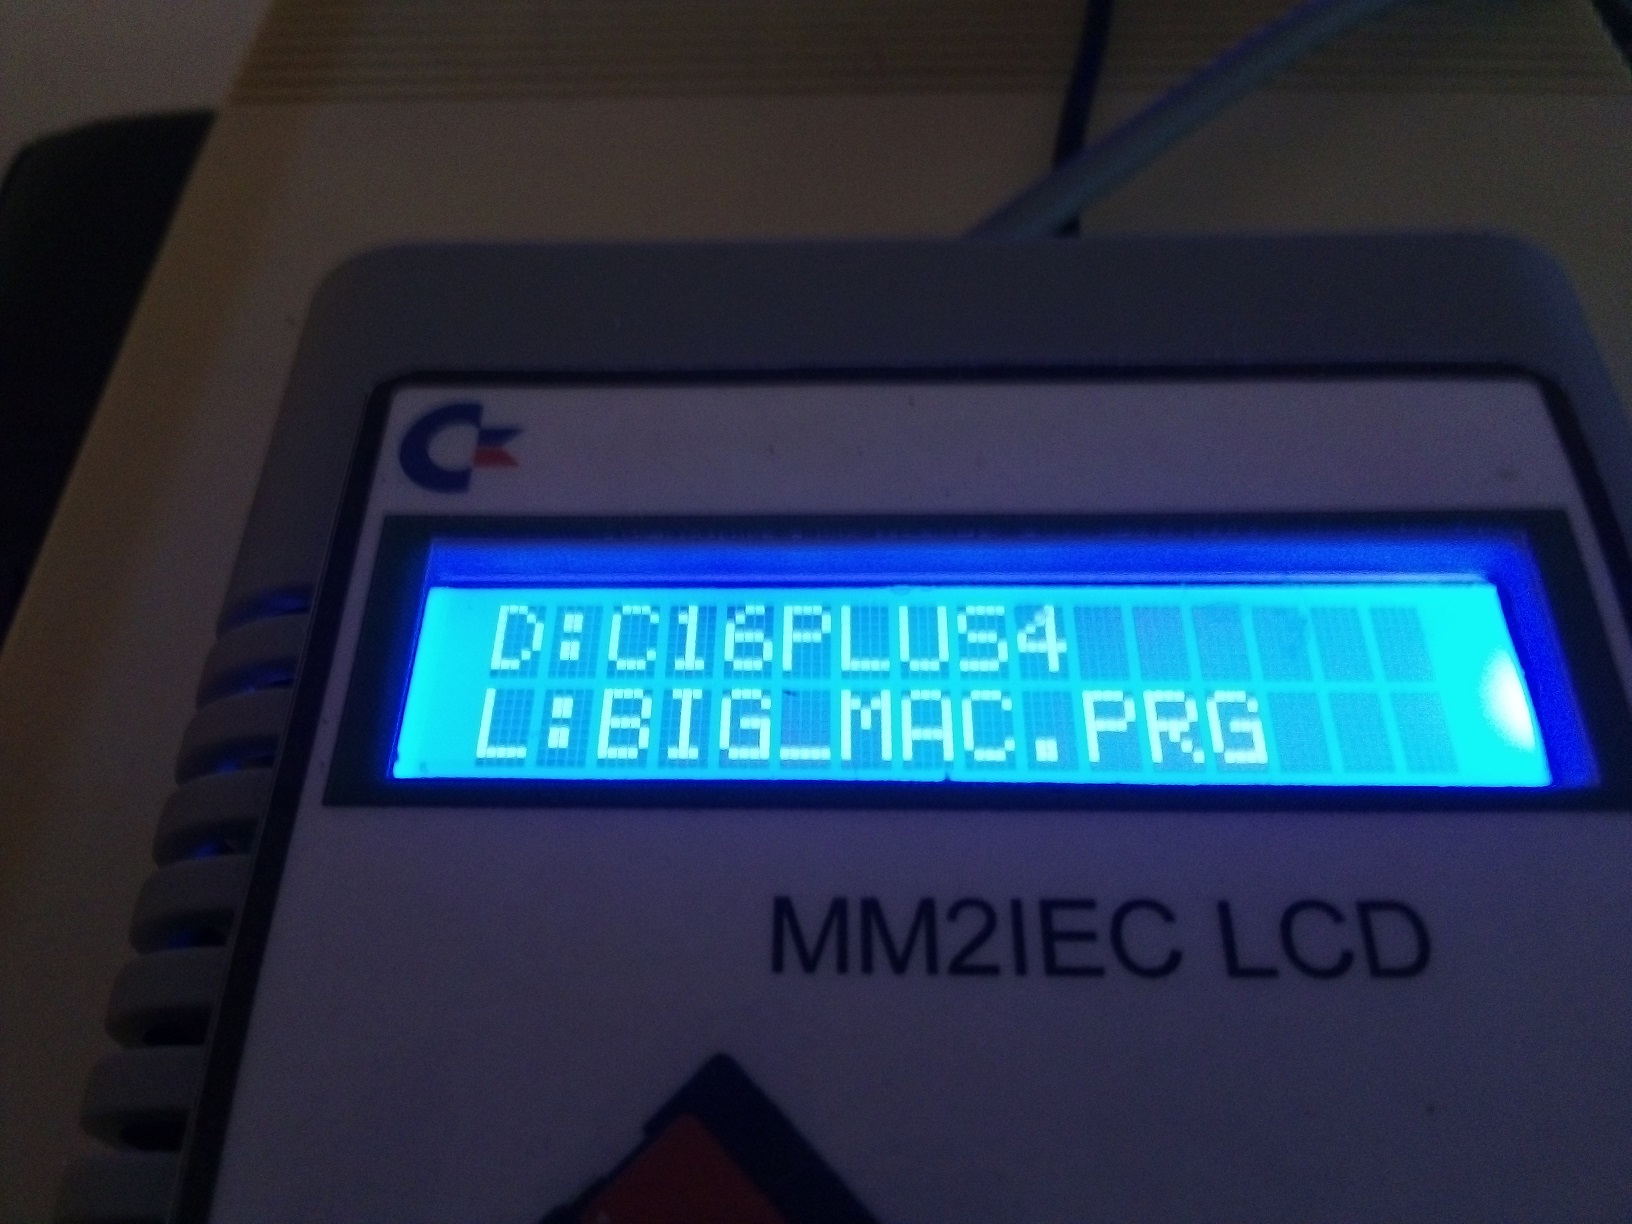 D:C16PLUS4
L:BIG_MAC.PRG
MM2IEC LCD